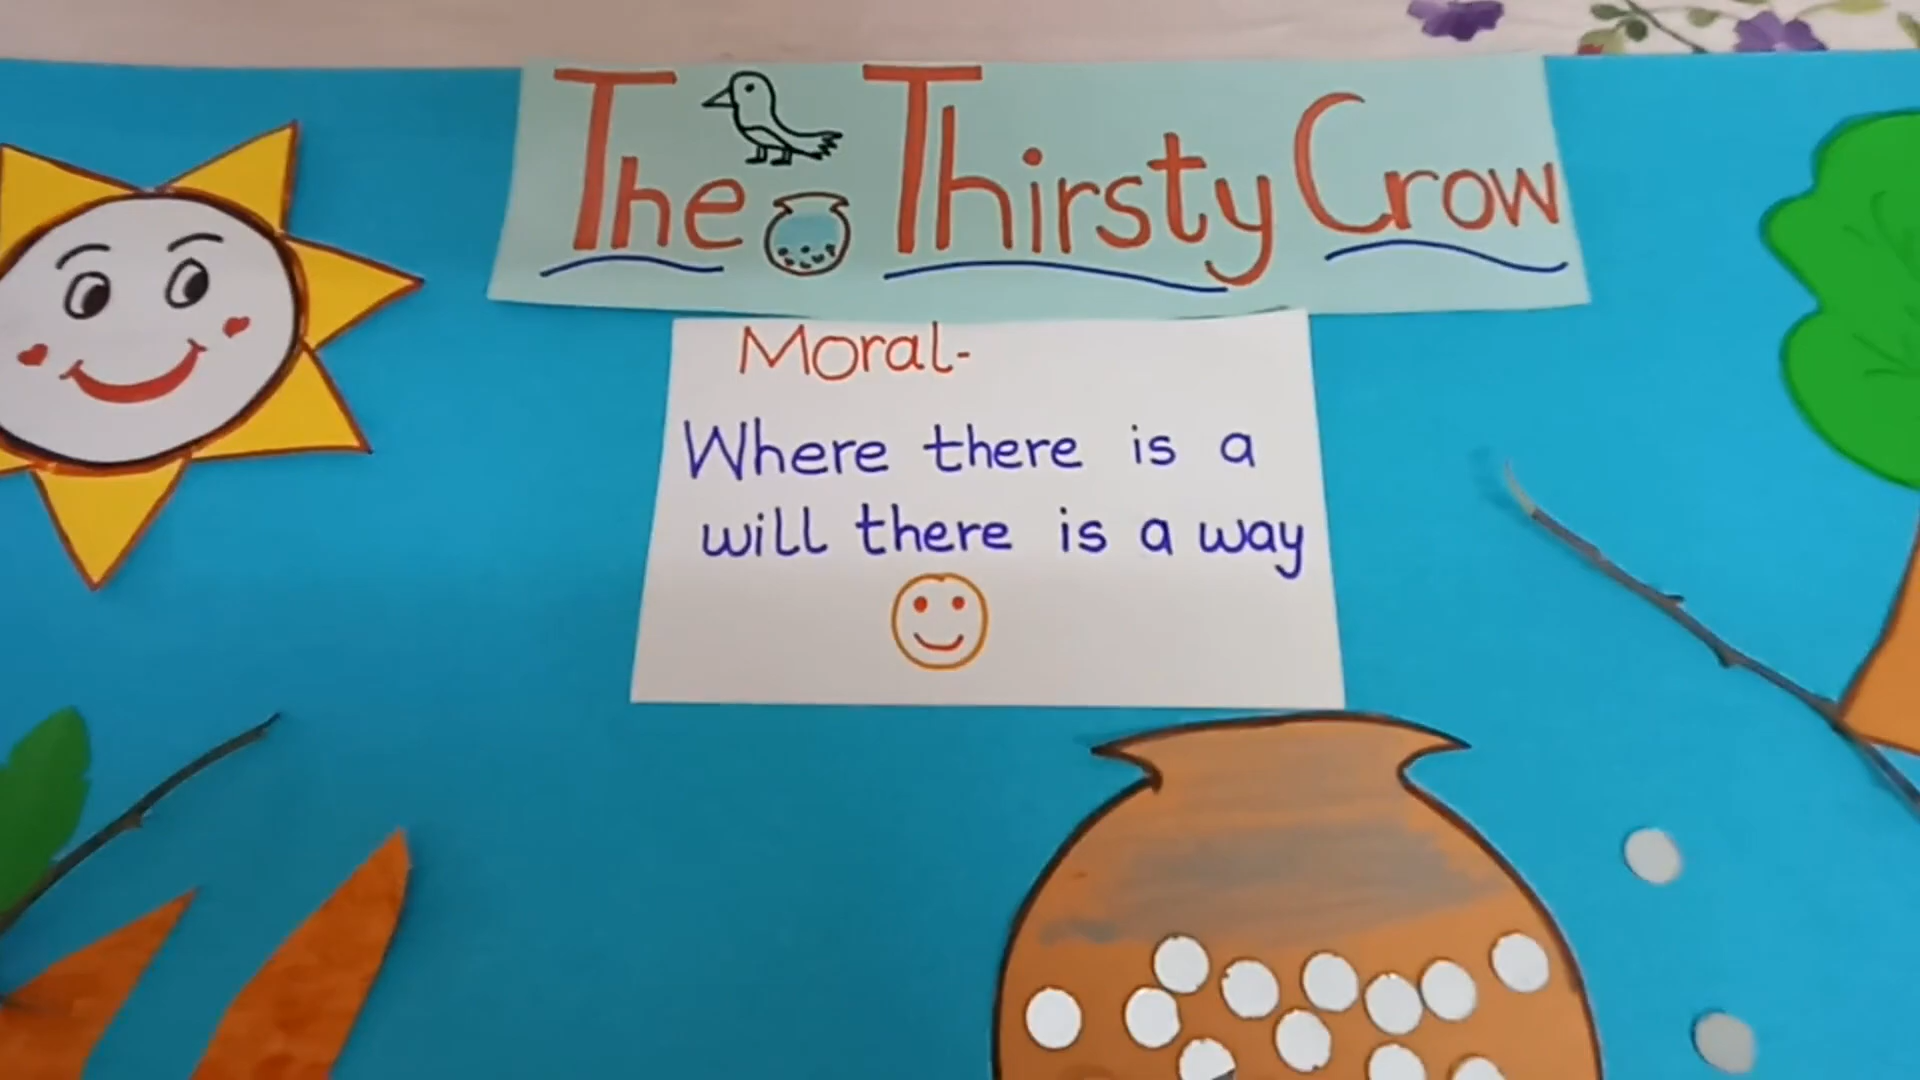 The Thirsty Crow
Moral-
Where there is a
will there is a way